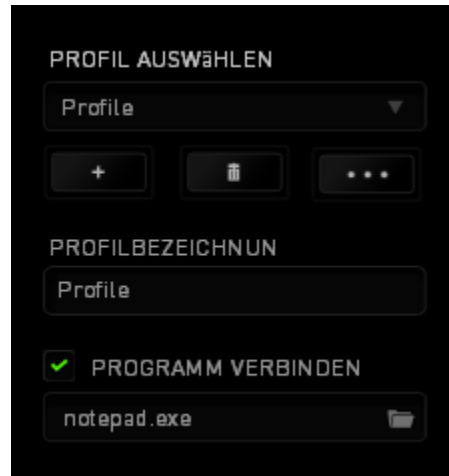 PROFIL AUSWäHLEN
Profile
PROFILBEZEICHNUN
Profile
PROGRAMM VERBINDEN
notepad.exe